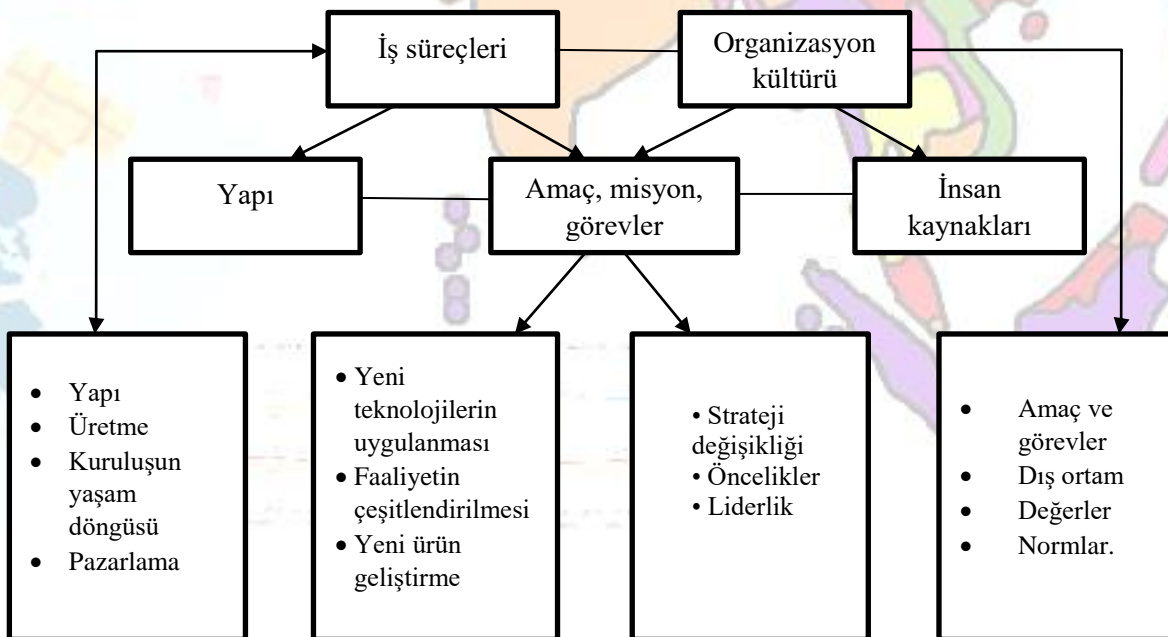 İş süreçleri
Organizasyon
kültürü
Yapı
Amaç, misyon,
görevler
İnsan
kaynakları
• Yapı
• Üretme
• Kuruluşun
yaşam
döngüsü
• Pazarlama
• Yeni
teknolojilerin
uygulanması
• Faaliyetin
çeşitlendirilmesi
• Yeni ürün
geliştirme
• Strateji
değişikliği
• Öncelikler
• Liderlik
• Amaç ve
görevler
• Dış ortam
• Değerler
• Normlar.